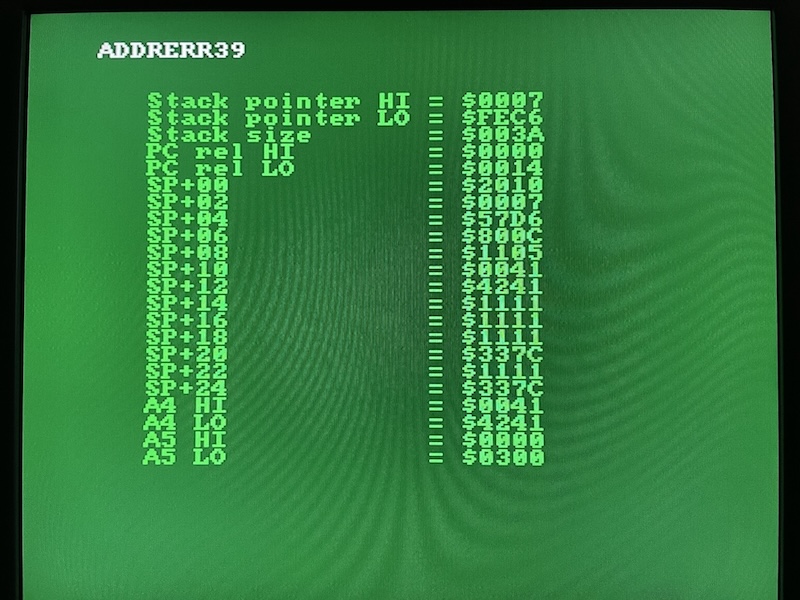 ADDRERR39
Stack pointer HI = $0007
Stack pointer LO = $FEC6
Stack size = $003A
PC rel HI = $0000
PC rel LO = $0014
SP+00 = $2010
SP+02 = $0007
SP+04 = $57D6
SP+06 = $800C
SP+08 = $1105
SP+10 = $0041
SP+12 = $4241
SP+14 = $1111
SP+16 = $1111
SP+18 = $1111
SP+20 = $337C
SP+22 = $1111
SP+24 = $337C
A4 HI = $0041
A4 LO = $4241
A5 HI = $0000
A5 LO = $0300